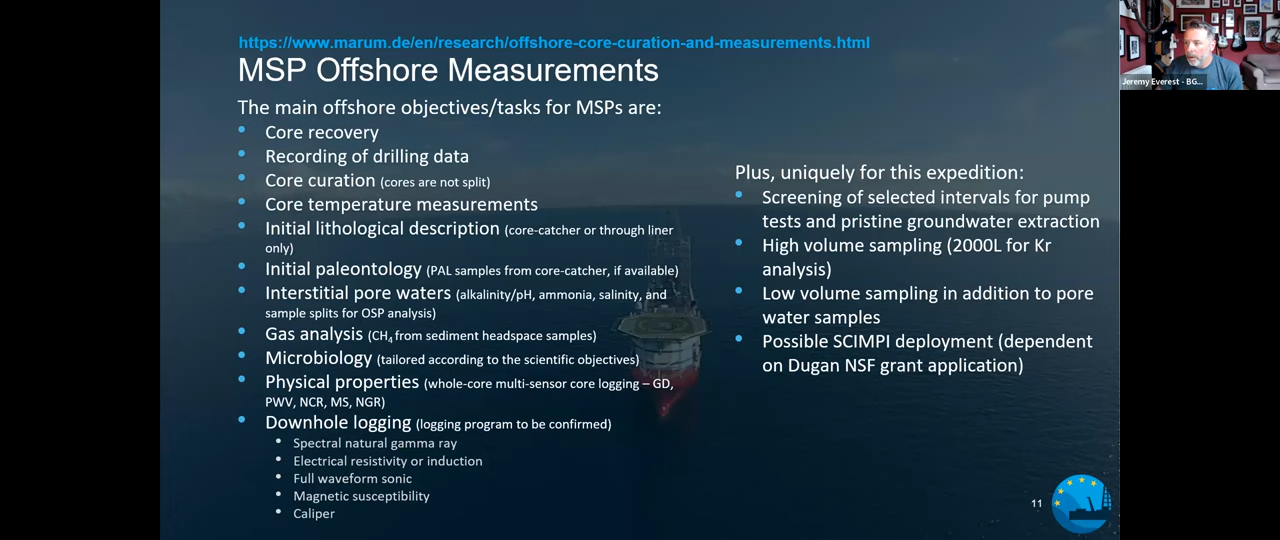 https://www.marum.de/en/research/offshore-core-curation-and-measurements.html
MSP Offshore Measurements
The main offshore objectives/tasks for MSPs are:
• Core recovery
• Recording of drilling data
• Core curation (cores are not split)
• Core temperature measurements
• Initial lithological description (core-catcher or through liner
only)
• Initial paleontology (PAL samples from core-catcher, if available)
• Interstitial pore waters (alkalinity/pH, ammonia, salinity, and
sample splits for OSP analysis)
• Gas analysis (CH₄ from sediment headspace samples)
• Microbiology (tailored according to the scientific objectives)
• Physical properties (whole-core multi-sensor core logging – GD,
PWV, NCR, MS, NGR)
• Downhole logging (logging program to be confirmed)
• Spectral natural gamma ray
• Electrical resistivity or induction
• Full waveform sonic
• Magnetic susceptibility
• Caliper
Plus, uniquely for this expedition:
• Screening of selected intervals for pump
tests and pristine groundwater extraction
• High volume sampling (2000L for Kr
analysis)
• Low volume sampling in addition to pore
water samples
• Possible SCIMPI deployment (dependent
on Dugan NSF grant application)
11
Jeremy Everest - BG...